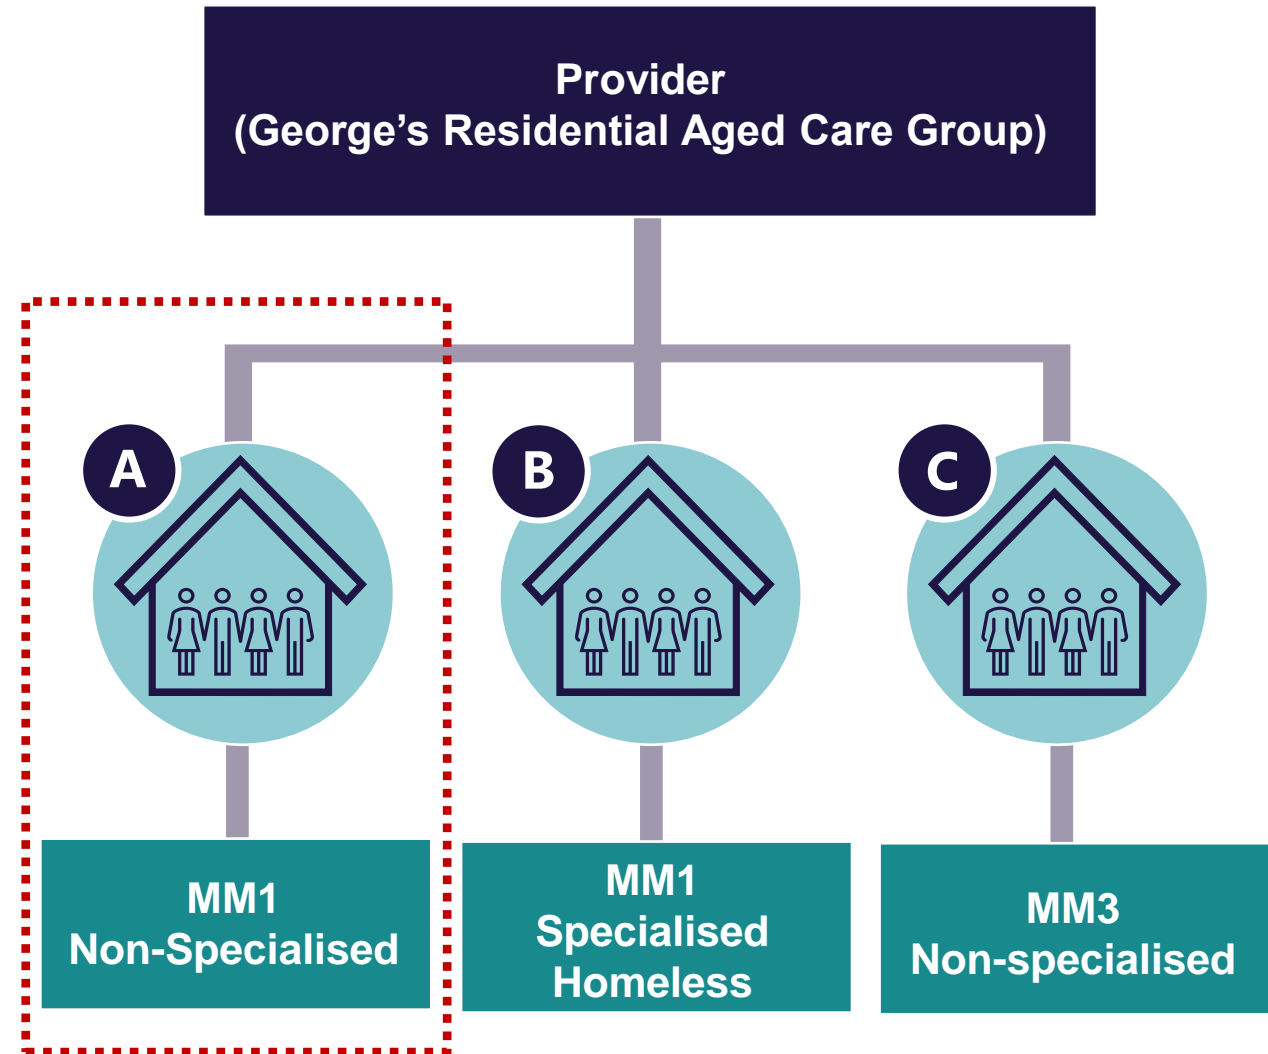 Provider
(George’s Residential Aged Care Group)
A
B
C
MM1
Non-Specialised
MM1
Specialised
Homeless
MM3
Non-specialised